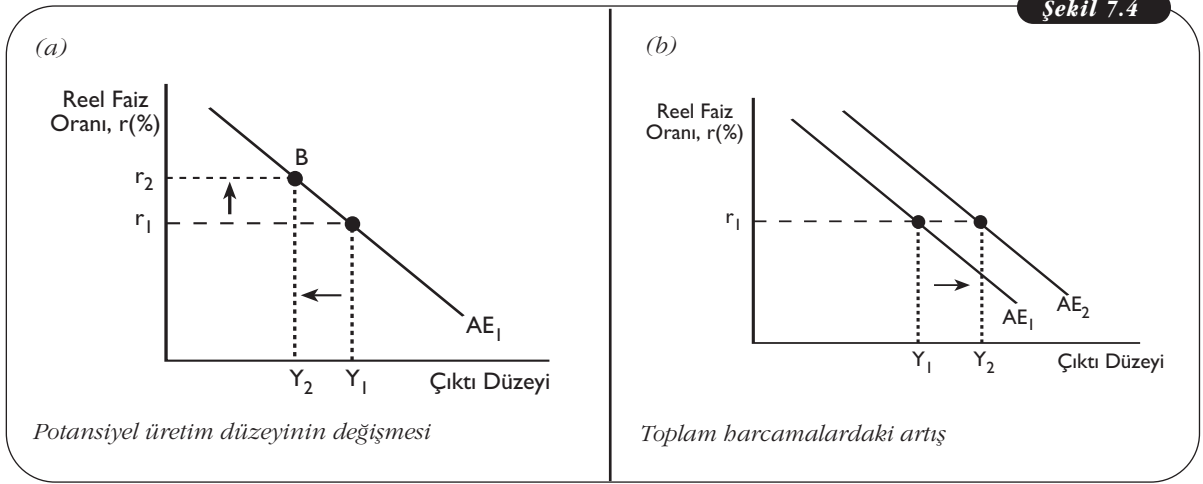 Şekil 7.4
(a)
Reel Faiz
Oranı, r(%)
B
r2
r1
AE1
Y2 Y1 Çıktı Düzeyi
Potansiyel üretim düzeyinin değişmesi
(b)
Reel Faiz
Oranı, r(%)
r1
AE1 AE2
Y1 Y2 Çıktı Düzeyi
Toplam harcamalardaki artış